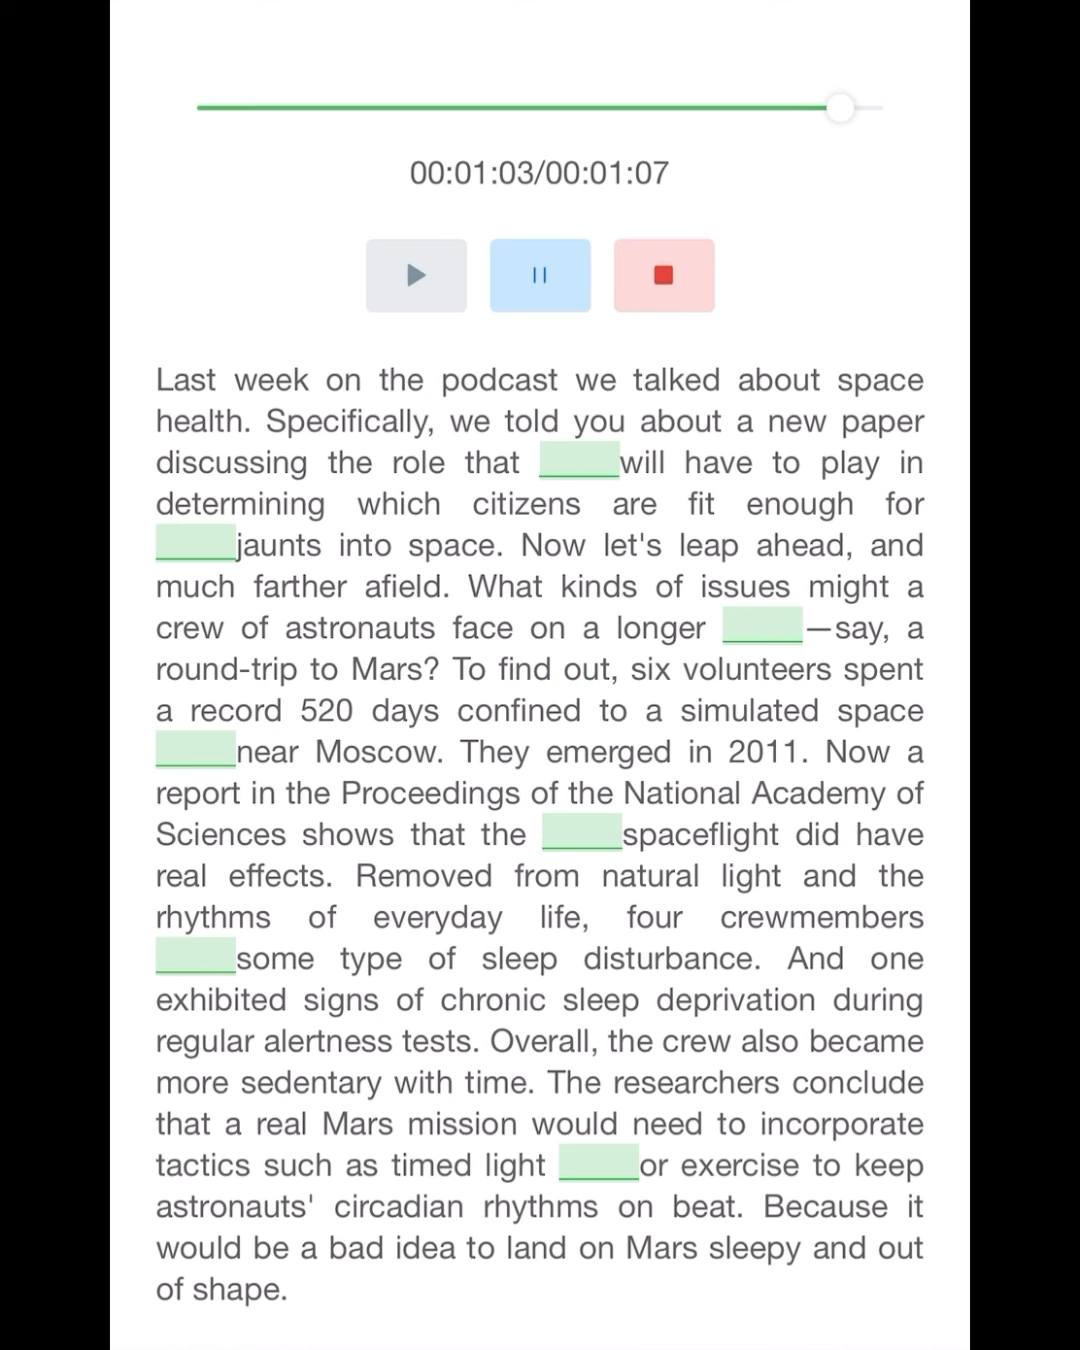 00:01:03/00:01:07
Last week on the podcast we talked about space
health. Specifically, we told you about a new paper
discussing the role that will have to play in
determining which citizens are fit enough for
jaunts into space. Now let's leap ahead, and
much farther afield. What kinds of issues might a
crew of astronauts face on a longer —say, a
round-trip to Mars? To find out, six volunteers spent
a record 520 days confined to a simulated space
near Moscow. They emerged in 2011. Now a
report in the Proceedings of the National Academy of
Sciences shows that the spaceflight did have
real effects. Removed from natural light and the
rhythms of everyday life, four crewmembers
some type of sleep disturbance. And one
exhibited signs of chronic sleep deprivation during
regular alertness tests. Overall, the crew also became
more sedentary with time. The researchers conclude
that a real Mars mission would need to incorporate
tactics such as timed light or exercise to keep
astronauts' circadian rhythms on beat. Because it
would be a bad idea to land on Mars sleepy and out
of shape.